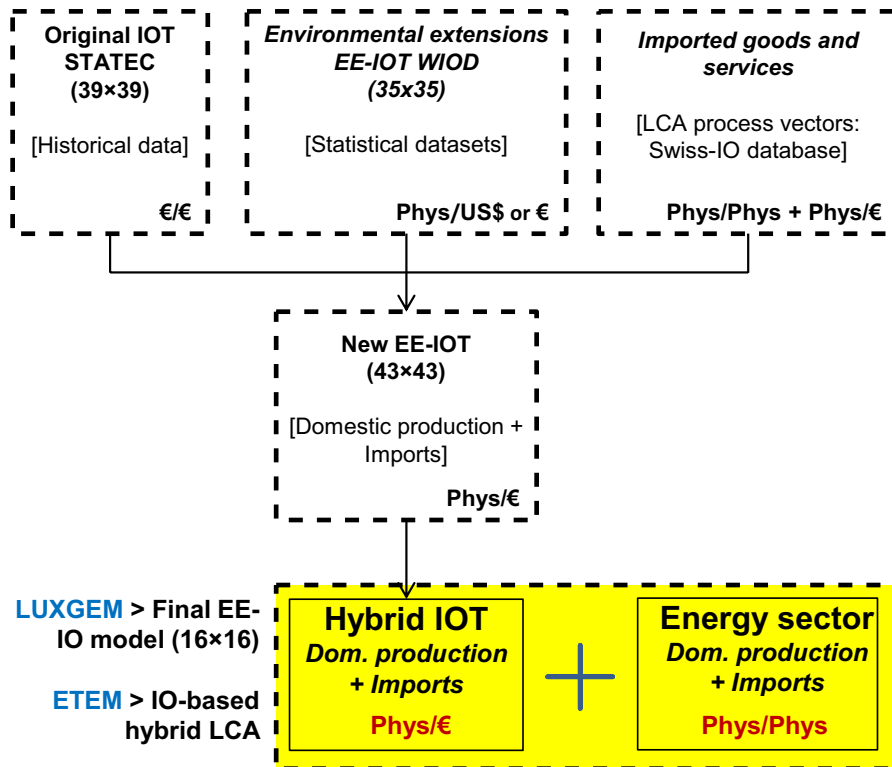 Original IOT
STATEC
(39×39)
[Historical data]
€/€
Environmental extensions
EE-IOT WIOD
(35x35)
[Statistical datasets]
Phys/US$ or €
Imported goods and
services
[LCA process vectors:
Swiss-IO database]
Phys/Phys + Phys/€
New EE-IOT
(43×43)
[Domestic production +
Imports]
Phys/€
LUXGEM > Final EE-
IO model (16×16)
ETEM > IO-based
hybrid LCA
Hybrid IOT
Dom. production
+ Imports
Phys/€
+
Energy sector
Dom. production
+ Imports
Phys/Phys